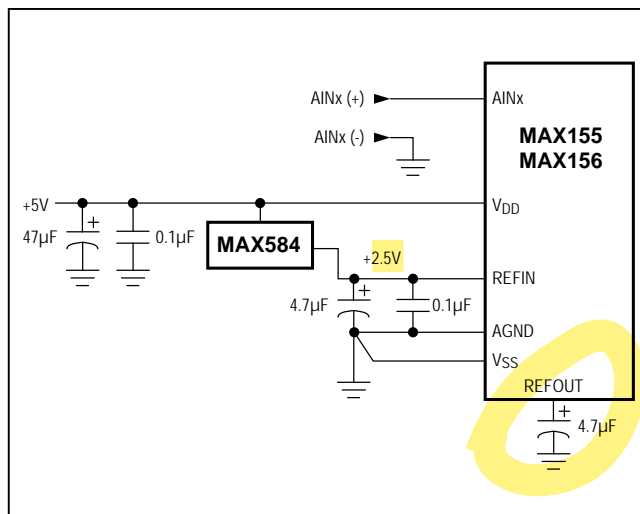 AINx (+)
AINx
MAX155
MAX156
AINx (-)
+5V
VDD
+
47µF
0.1µF
MAX584
+2.5V
REFIN
+
4.7µF
0.1µF
AGND
VSS
REFOUT
+
4.7µF